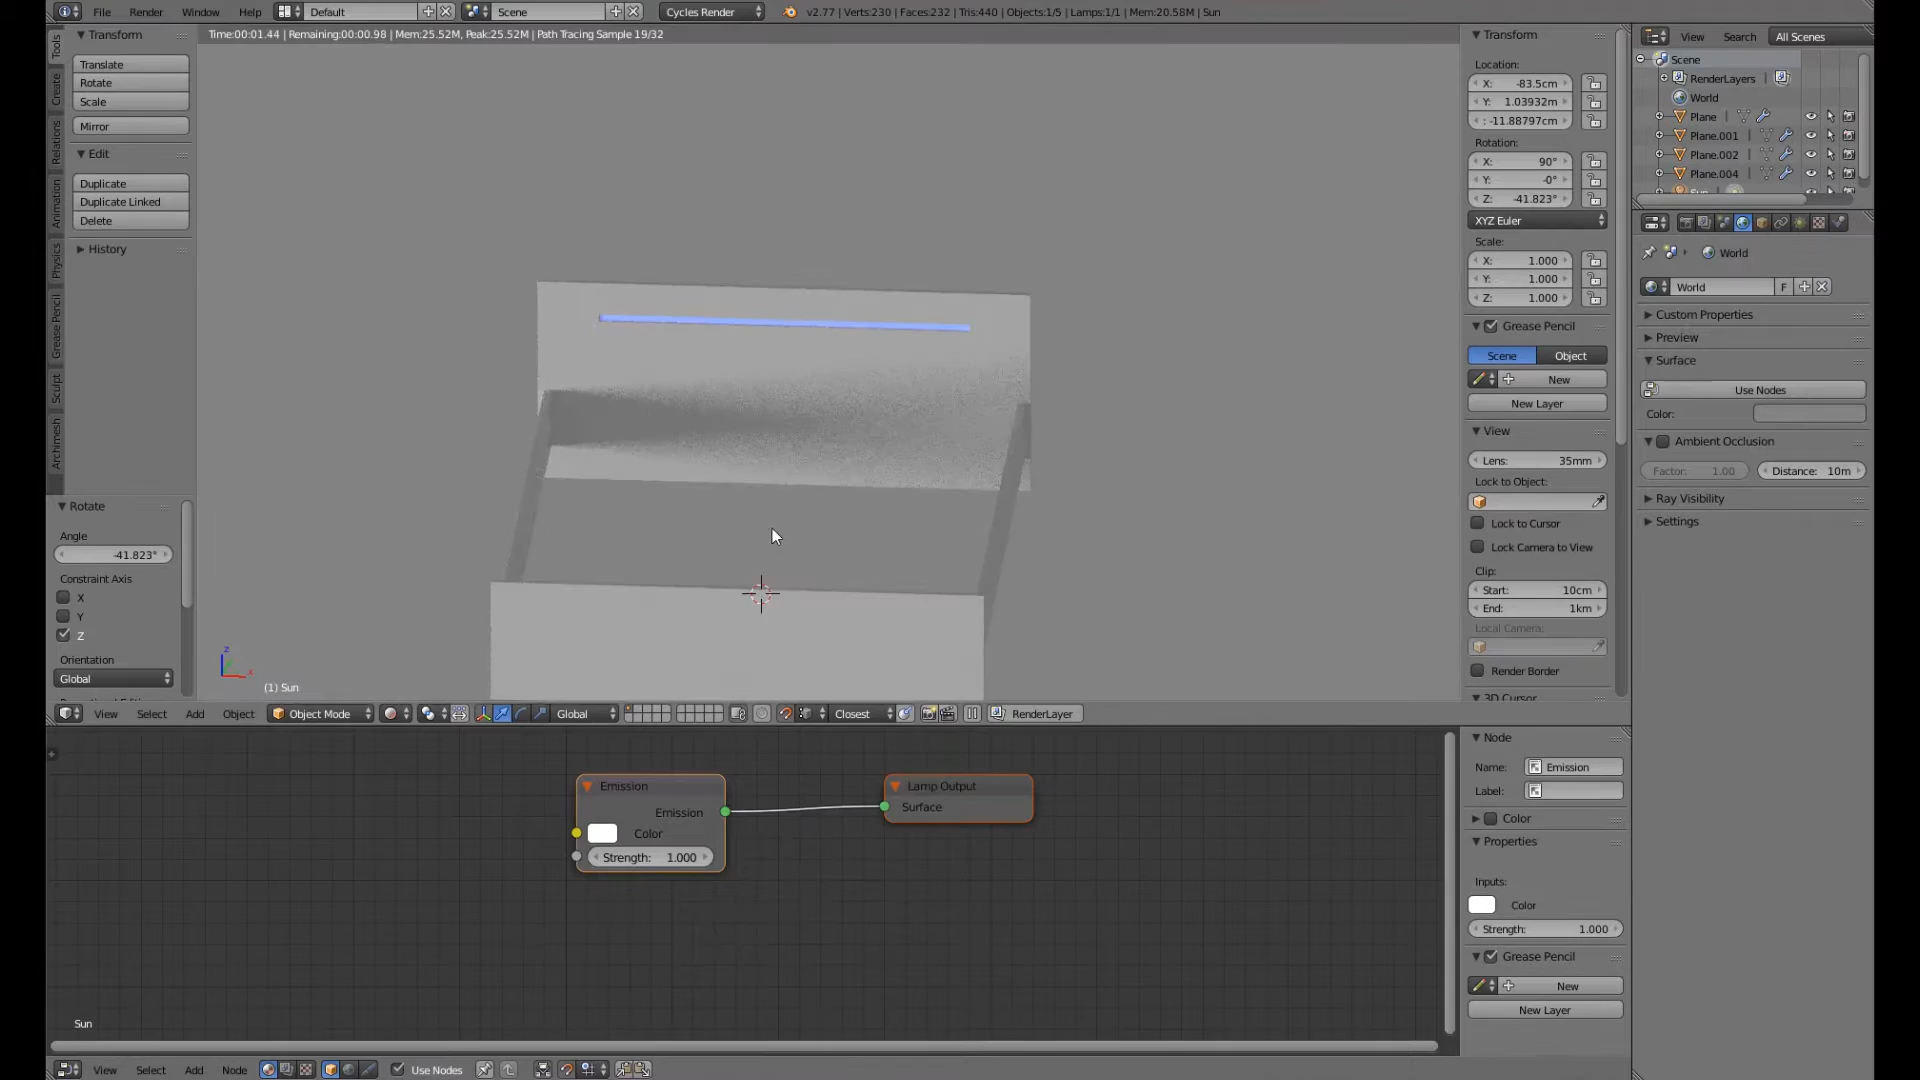 File Render Window Help Default Scene Cycles Render v2.77 | Verts:230 | Faces:232 | Tris:440 | Objects:1/5 | Lamps:1/1 | Mem:20.58M | Sun
Time:00:01.44 | Remaining:00:00.98 | Mem:25.52M, Peak:25.52M | Path Tracing Sample 19/32
Tools
Create
Relations
Animation
Physics
Grease Pencil
Sculpt
Archimesh
Transform
Translate
Rotate
Scale
Mirror
Edit
Duplicate
Duplicate Linked
Delete
History
Rotate
Angle
-41.823°
Constraint Axis
X
Y
Z
Orientation
Global
z
x
(1) Sun
Transform
Location:
X: -83.5cm
Y: 1.03932m
: -11.88797cm
Rotation:
X: 90°
Y: -0°
Z: -41.823°
XYZ Euler
Scale:
X: 1.000
Y: 1.000
Z: 1.000
Grease Pencil
Scene Object
New
New Layer
View
Lens: 35mm
Lock to Object:
Lock to Cursor
Lock Camera to View
Clip:
Start: 10cm
End: 1km
Local Camera:
Render Border
3D Cursor
View Search All Scenes
Scene
RenderLayers
World
Plane
Plane.001
Plane.002
Plane.004
World
World F
Custom Properties
Preview
Surface
Use Nodes
Color:
Ambient Occlusion
Factor: 1.00 Distance: 10m
Ray Visibility
Settings
View Select Add Object Object Mode Global Closest RenderLayer
Emission
Emission
Color
Strength: 1.000
Lamp Output
Surface
Sun
Node
Name: Emission
Label:
Color
Properties
Inputs:
Color
Strength: 1.000
Grease Pencil
New
New Layer
View Select Add Node Use Nodes